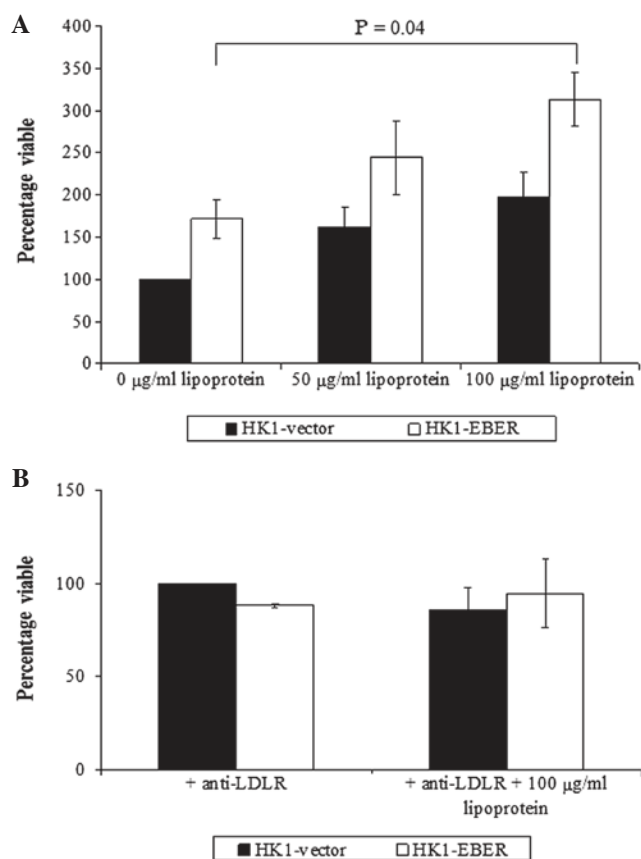 A
P = 0.04
Percentage viable
400
350
300
250
200
150
100
50
0
0 μg/ml lipoprotein 50 μg/ml lipoprotein 100 μg/ml lipoprotein
HK1-vector HK1-EBER
B
Percentage viable
150
100
50
0
+ anti-LDLR + anti-LDLR + 100 μg/ml
lipoprotein
HK1-vector HK1-EBER